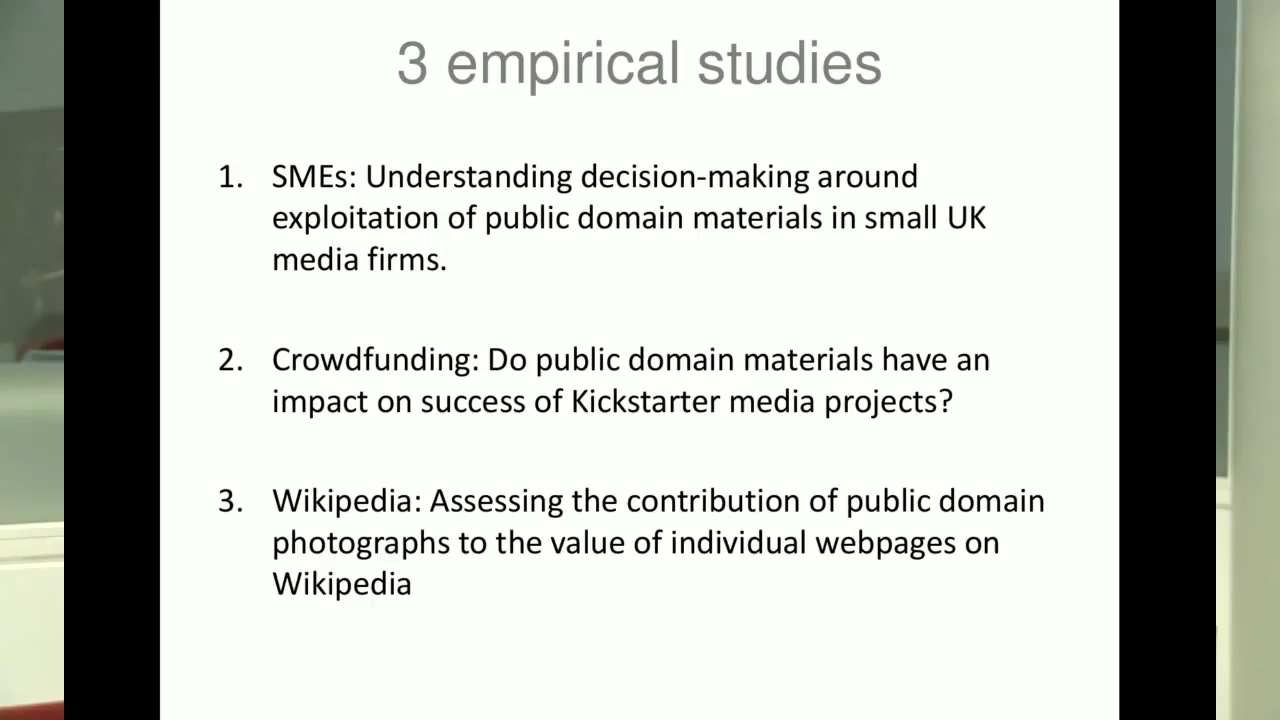 3 empirical studies
1. SMEs: Understanding decision-making around
exploitation of public domain materials in small UK
media firms.
2. Crowdfunding: Do public domain materials have an
impact on success of Kickstarter media projects?
3. Wikipedia: Assessing the contribution of public domain
photographs to the value of individual webpages on
Wikipedia